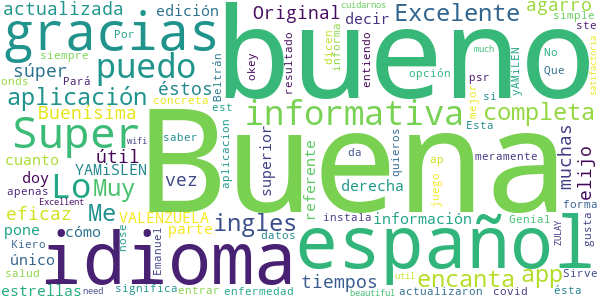 actualizada Por edición Original decir Excelente cuidarnos agarro
gracias bueno simple ste
siempre súper puedo okey resultado dicen informa entiendo opción psr much No Que satisfactoria
onds Pará éstos Beltrán mejor si yAMiLEN
aplicación concreta est informativa completa
Buenísima Super Buena Esta
wifi saber aplicacion superior referente da quieros ap meramente muchas elijo
cuanto YAMiSLEN útil
apenas doy Lo Muy vez derecha juego
Excellent VALENZUELA ingles instala información Genial forma
eficaz Me parte español
pone cómo nose Emanuel datos ZULAY gusta
Kiero idioma tiempos encanta app
único
salud entrar enfermedad Sirve
estrellas need significa beautiful util actualizaron covid ésta